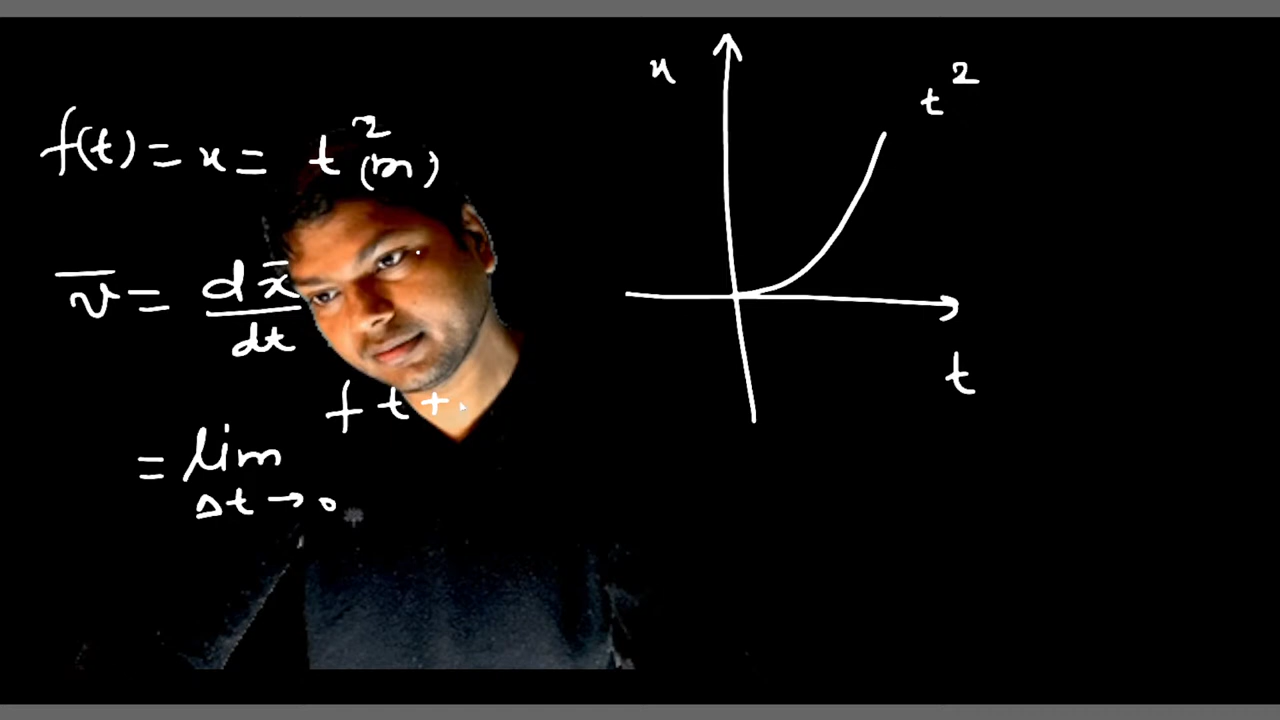 f(t) = x = t² (m)
v̅ = dx̅/dt
f t +
= lim
Δt → 0
x
t²
t